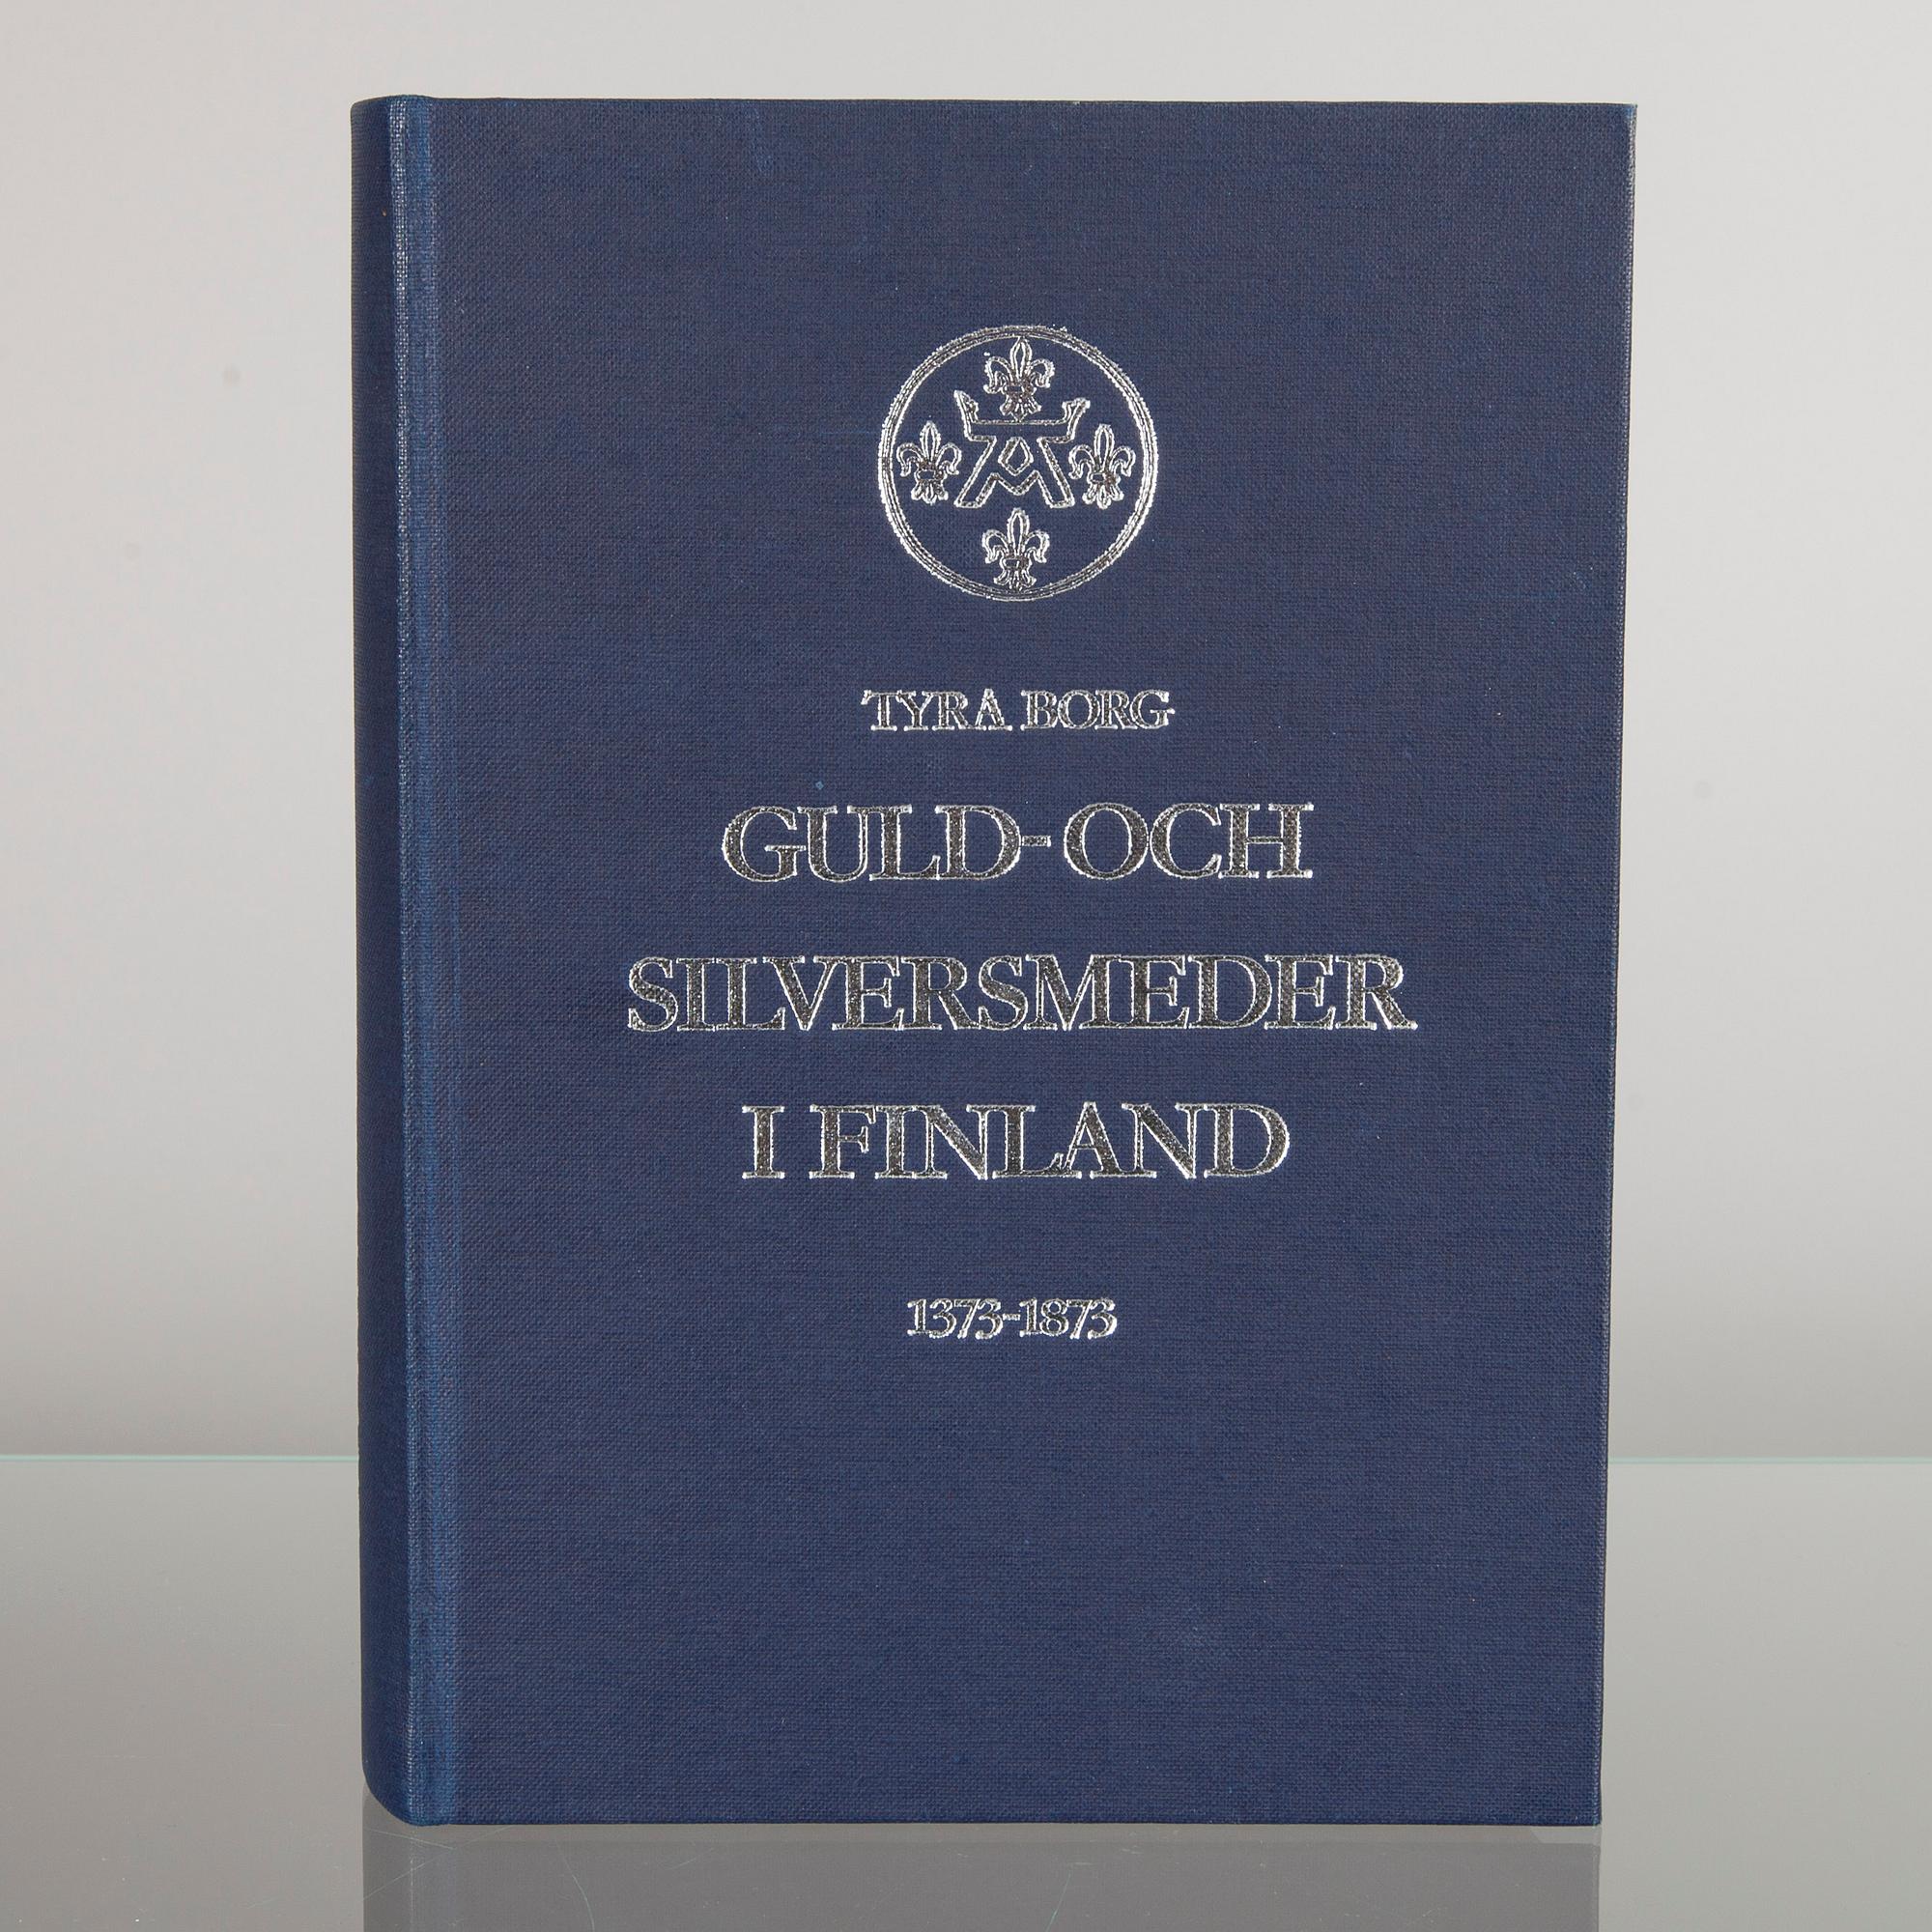 A
TYRA BORG
GULD- OCH
SILVERSMEDER
I FINLAND
1373-1873